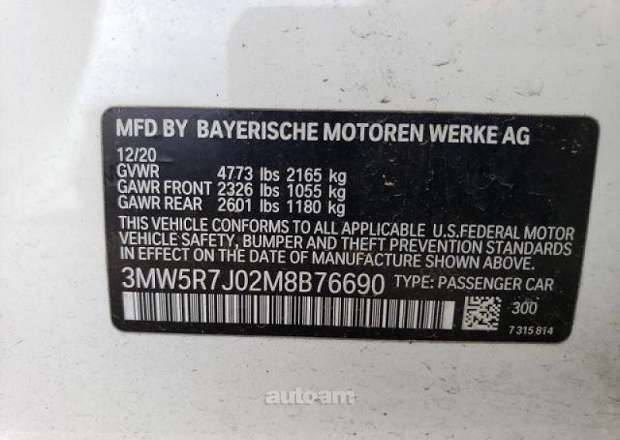 MFD BY BAYERISCHE MOTOREN WERKE AG
12/20
GVWR 4773 lbs 2165 kg
GAWR FRONT 2326 lbs 1055 kg
GAWR REAR 2601 lbs 1180 kg
THIS VEHICLE CONFORMS TO ALL APPLICABLE U.S.FEDERAL MOTOR
VEHICLE SAFETY, BUMPER AND THEFT PREVENTION STANDARDS
IN EFFECT ON THE DATE OF MANUFACTURE SHOWN ABOVE.
3MW5R7J02M8B76690 TYPE: PASSENGER CAR
300
7 315 814
auto.am